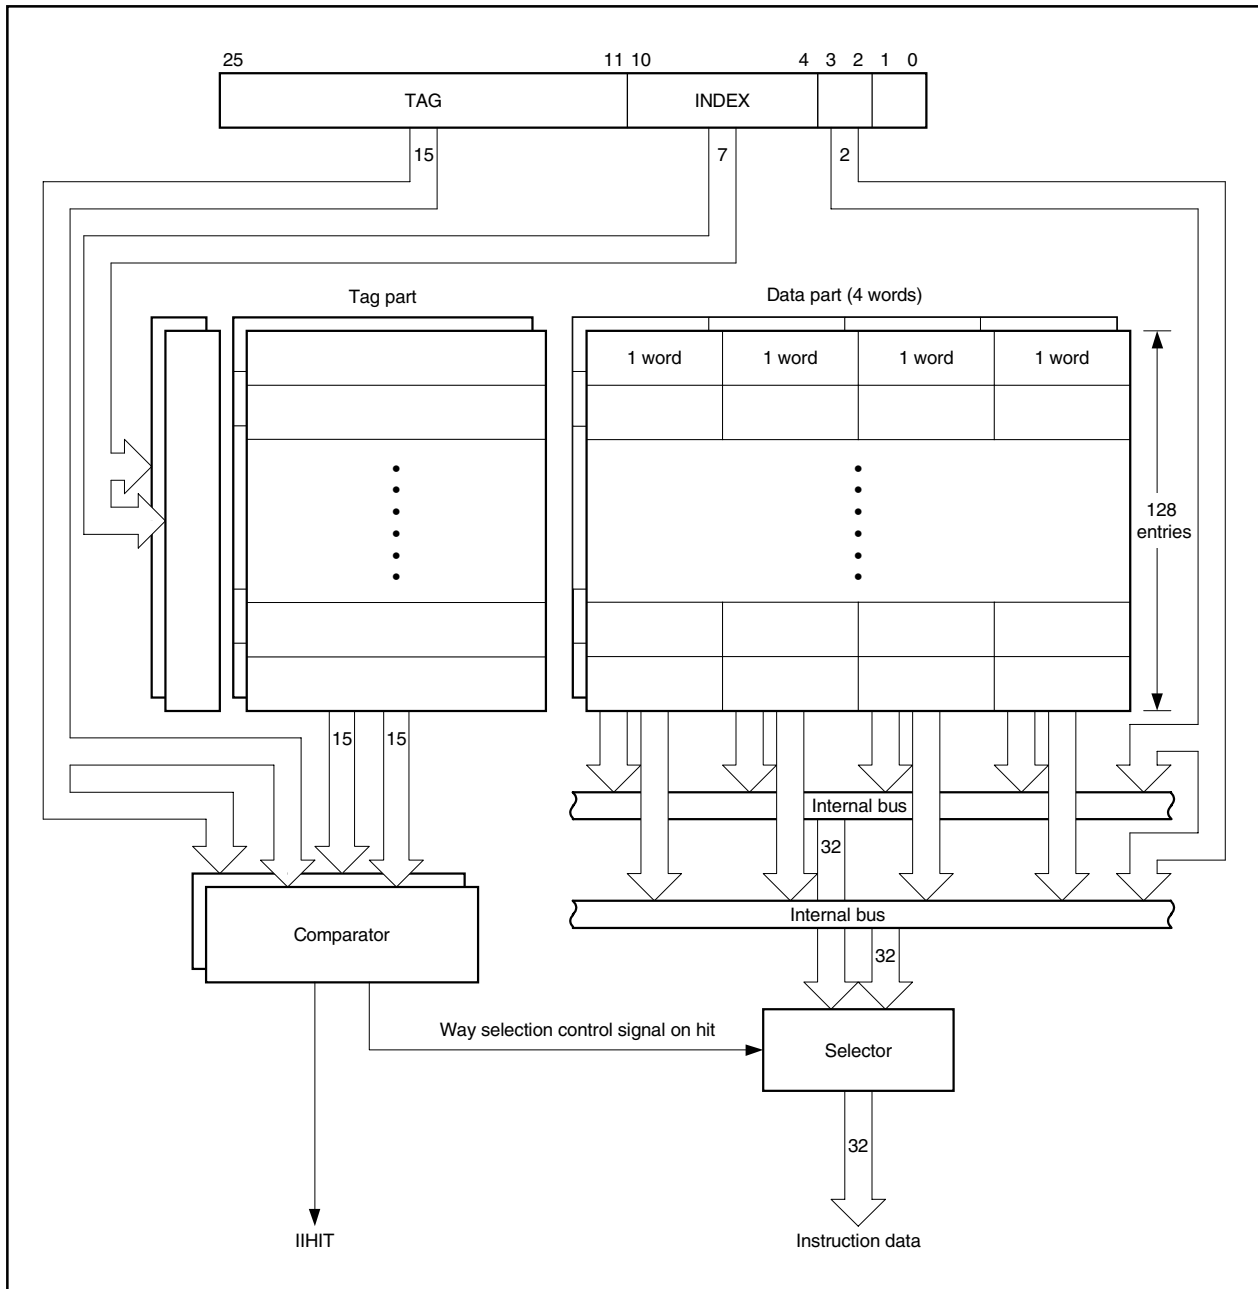 25 11 10 4 3 2 1 0
TAG INDEX
15 7 2
Tag part Data part (4 words)
1 word 1 word 1 word 1 word
128
entries
15 15
Internal bus
32
Internal bus
Comparator
32
Way selection control signal on hit
Selector
32
IIHIT Instruction data